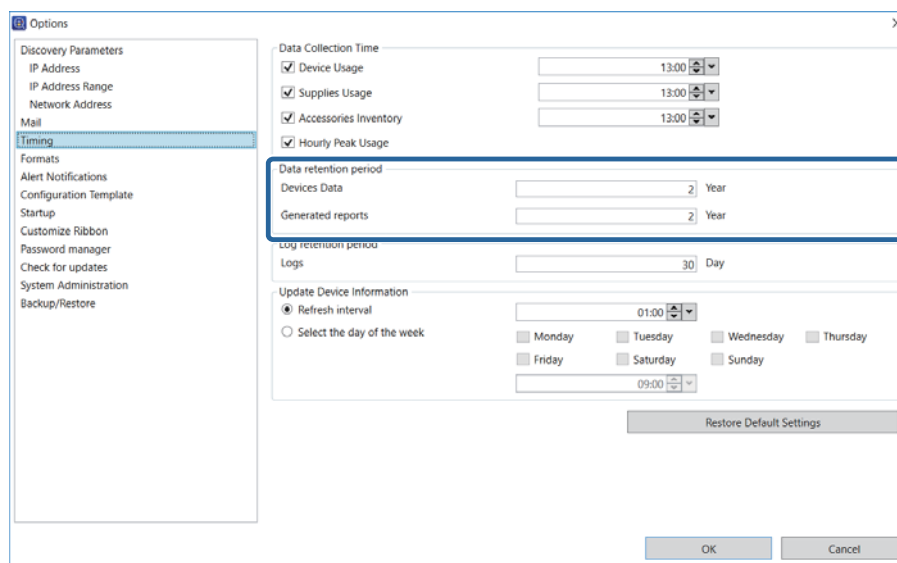 Options
Discovery Parameters
IP Address
IP Address Range
Network Address
Mail
Timing
Formats
Alert Notifications
Configuration Template
Startup
Customize Ribbon
Password manager
Check for updates
System Administration
Backup/Restore
Data Collection Time
Device Usage 13:00
Supplies Usage 13:00
Accessories Inventory 13:00
Hourly Peak Usage
Data retention period
Devices Data 2 Year
Generated reports 2 Year
Log retention period
Logs 30 Day
Update Device Information
Refresh interval 01:00
Select the day of the week Monday Tuesday Wednesday Thursday
Friday Saturday Sunday
09:00
Restore Default Settings
OK Cancel